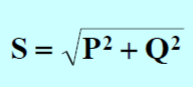 S = √P² + Q²